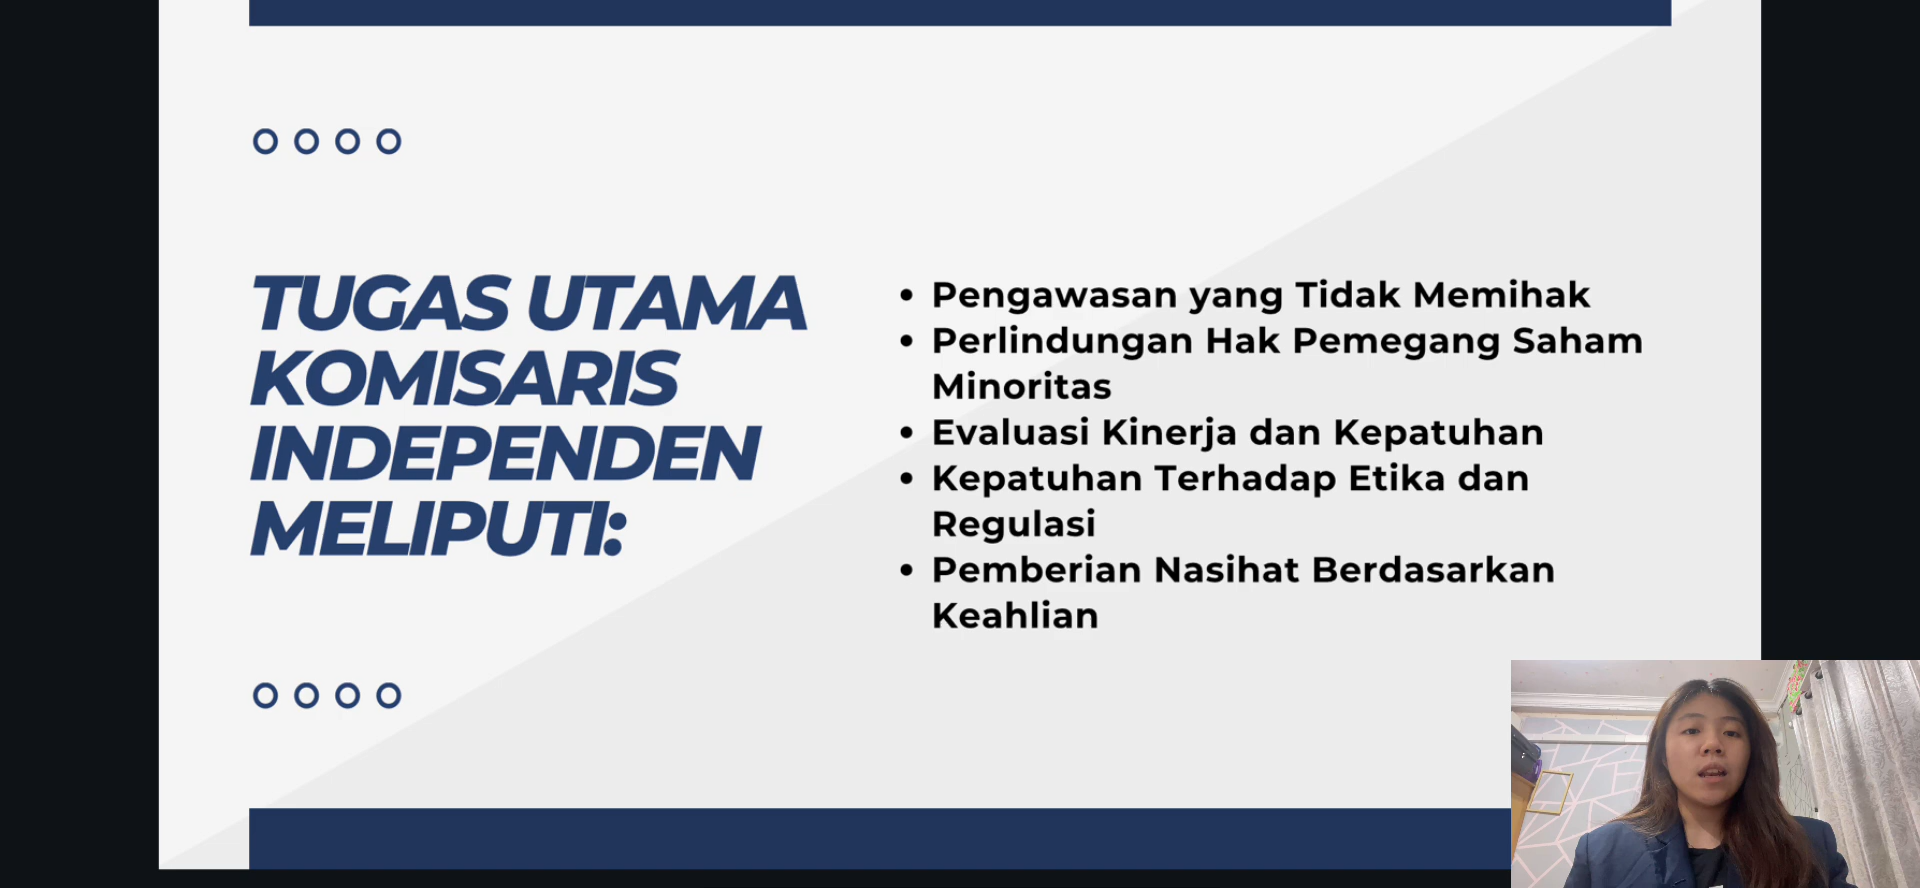 TUGAS UTAMA
KOMISARIS
INDEPENDEN
MELIPUTI:
• Pengawasan yang Tidak Memihak
• Perlindungan Hak Pemegang Saham
Minoritas
• Evaluasi Kinerja dan Kepatuhan
• Kepatuhan Terhadap Etika dan
Regulasi
• Pemberian Nasihat Berdasarkan
Keahlian